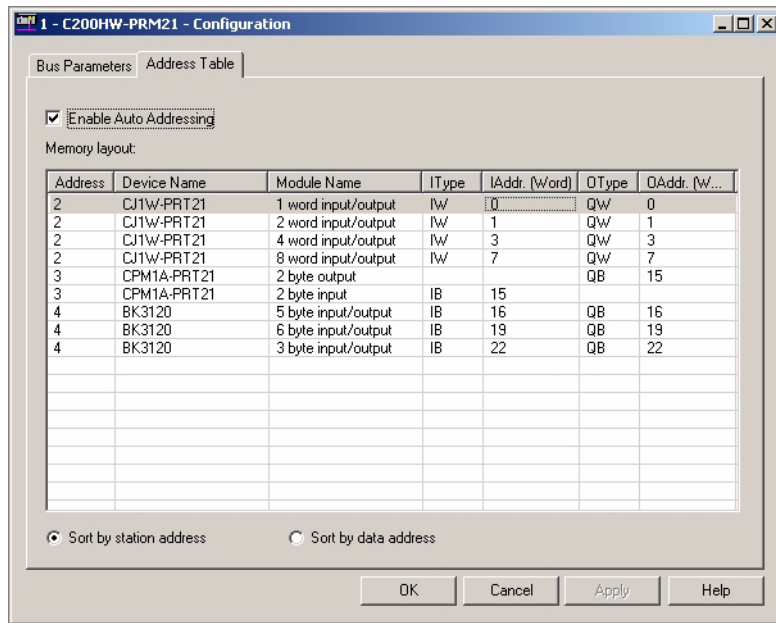 1 - C200HW-PRM21 - Configuration
Bus Parameters Address Table
Enable Auto Addressing
Memory layout:
Address Device Name Module Name IType IAddr. (Word) OType OAddr. (W...
2 CJ1W-PRT21 1 word input/output IW 0 QW 0
2 CJ1W-PRT21 2 word input/output IW 1 QW 1
2 CJ1W-PRT21 4 word input/output IW 3 QW 3
2 CJ1W-PRT21 8 word input/output IW 7 QW 7
3 CPM1A-PRT21 2 byte output QB 15
3 CPM1A-PRT21 2 byte input IB 15
4 BK3120 5 byte input/output IB 16 QB 16
4 BK3120 6 byte input/output IB 19 QB 19
4 BK3120 3 byte input/output IB 22 QB 22
Sort by station address Sort by data address
OK Cancel Apply Help